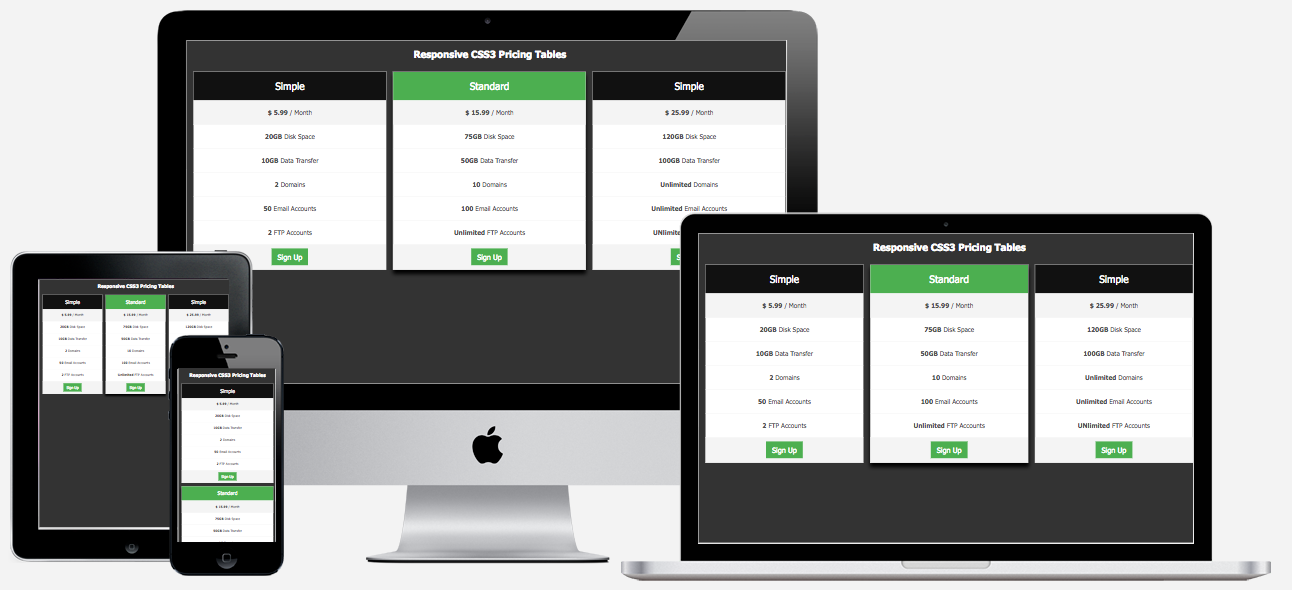 Responsive CSS3 Pricing Tables
Simple
$ 5.99 / Month
20GB Disk Space
10GB Data Transfer
2 Domains
50 Email Accounts
2 FTP Accounts
Sign Up
Standard
$ 15.99 / Month
75GB Disk Space
50GB Data Transfer
10 Domains
100 Email Accounts
Unlimited FTP Accounts
Sign Up
Simple
$ 25.99 / Month
120GB Disk Space
100GB Data Transfer
Unlimited Domains
Unlimited Email Accounts
UNlimite
S
Responsive CSS3 Pricing Tables
Simple
$ 5.99 / Month
20GB Disk Space
10GB Data Transfer
2 Domains
50 Email Accounts
2 FTP Accounts
Sign Up
Standard
$ 15.99 / Month
75GB Disk Space
50GB Data Transfer
10 Domains
100 Email Accounts
Unlimited FTP Accounts
Sign Up
Simple
$ 25.99 / Month
120GB Disk Space
Responsive CSS3 Pricing Tables
Simple
$ 5.99 / Month
20GB Disk Space
10GB Data Transfer
2 Domains
50 Email Accounts
2 FTP Accounts
Sign Up
Standard
$ 15.99 / Month
75GB Disk Space
50GB Data Transfer
Responsive CSS3 Pricing Tables
Simple
$ 5.99 / Month
20GB Disk Space
10GB Data Transfer
2 Domains
50 Email Accounts
2 FTP Accounts
Sign Up
Standard
$ 15.99 / Month
75GB Disk Space
50GB Data Transfer
10 Domains
100 Email Accounts
Unlimited FTP Accounts
Sign Up
Simple
$ 25.99 / Month
120GB Disk Space
100GB Data Transfer
Unlimited Domains
Unlimited Email Accounts
UNlimited FTP Accounts
Sign Up